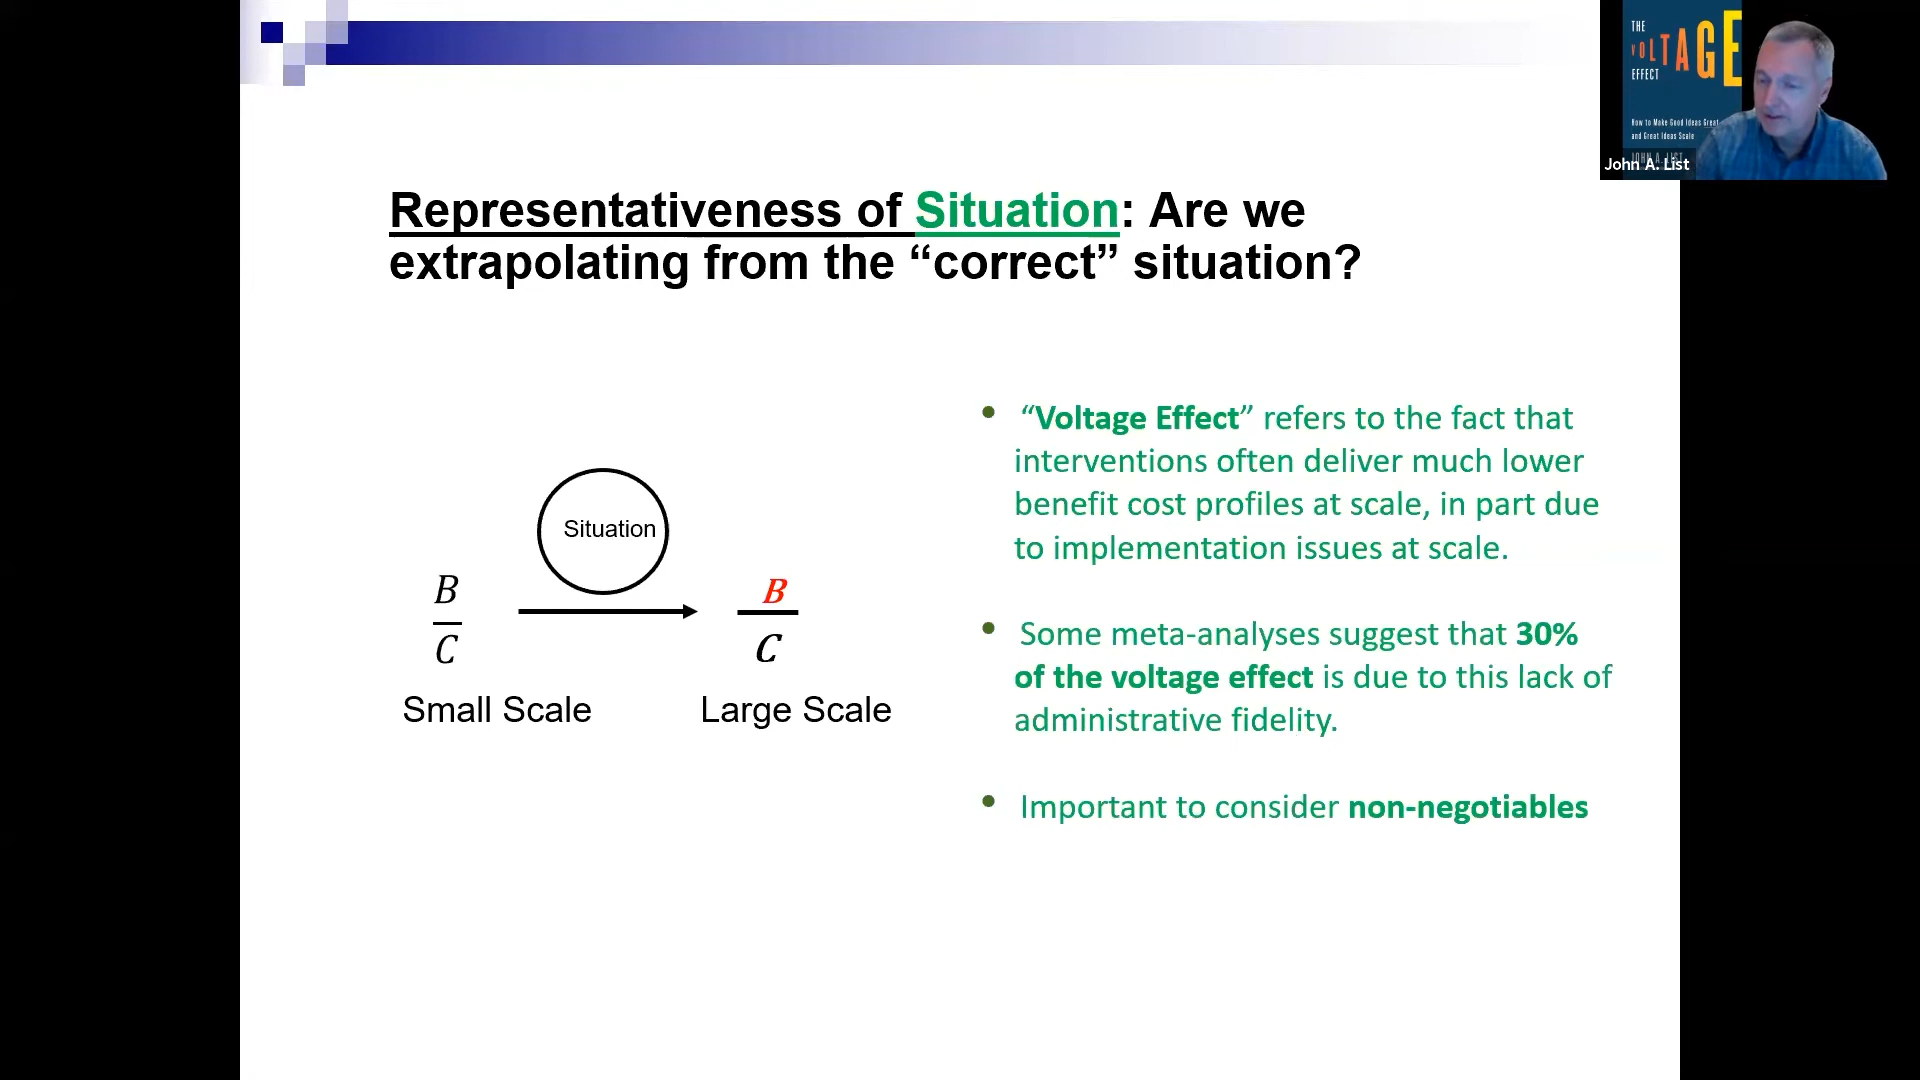 THE
VOLTAGE
EFFECT
How to Make Good Ideas Great
and Great Ideas Scale
JOHN A. LIST
John A. List
Representativeness of Situation: Are we
extrapolating from the “correct” situation?
Situation
B
C
B
C
Small Scale
Large Scale
• “Voltage Effect” refers to the fact that
interventions often deliver much lower
benefit cost profiles at scale, in part due
to implementation issues at scale.
• Some meta-analyses suggest that 30%
of the voltage effect is due to this lack of
administrative fidelity.
• Important to consider non-negotiables